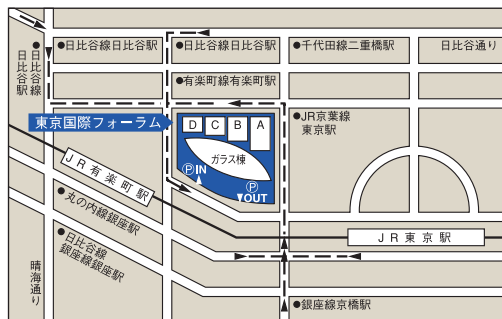 ●日比谷線日比谷駅
●日比谷線日比谷駅
●千代田線二重橋駅
日比谷通り
●日比谷線
日比谷駅
●有楽町線有楽町駅
東京国際フォーラム
D
C
B
A
●JR京葉線
東京駅
ガラス棟
PIN
P
OUT
JR有楽町駅
●丸の内線銀座駅
●日比谷線
銀座線銀座駅
JR東京駅
晴海通り
●銀座線京橋駅